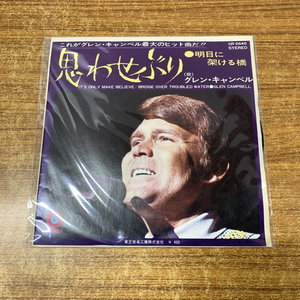 これがグレン・キャンベル最大のヒット曲だ!!
CR-2645
STEREO
思わせぶり
●明日に
架ける橋
(歌)グレン・キャンベル
IT'S ONLY MAKE BELIEVE / BRIDGE OVER TROUBLED WATER●GLEN CAMPBELL
東芝音楽工業株式会社 ¥ 400